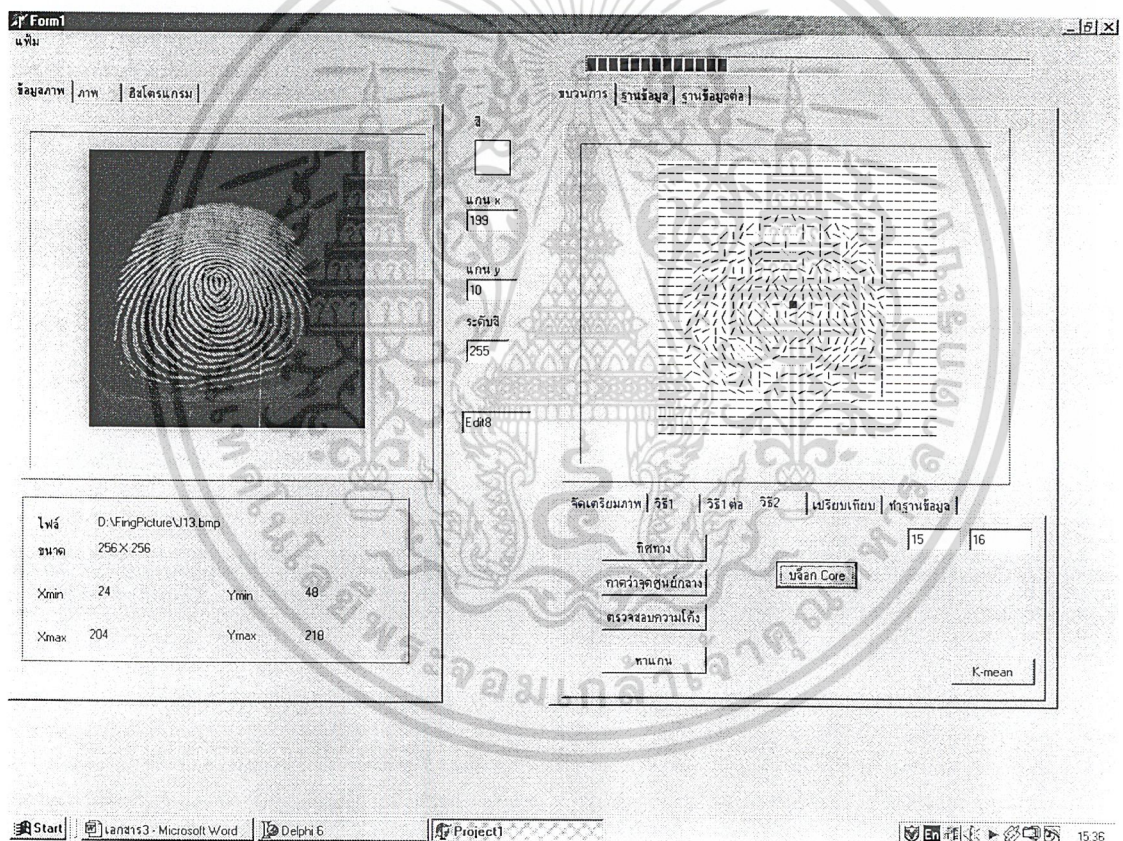 Form1
แฟ้ม
ข้อมูลภาพ ภาพ ฮิสโตรแกรม
ขบวนการ ฐานข้อมูล ฐานข้อมูลต่อ
สี
แกน x
199
แกน y
10
ระดับสี
255
Edit8
ไฟล์ D:\FingPicture\J13.bmp
ขนาด 256X256
Xmin 24 Ymin 48
Xmax 204 Ymax 218
จัดเตรียมภาพ วิธี1 วิธี1ต่อ วิธี2 เปรียบเทียบ ทำฐานข้อมูล
15 16
ทิศทาง
บล็อก Core
คาดว่าจุดศูนย์กลาง
ตรวจสอบความโค้ง
หาแกน
K-mean
Start เอกสาร3 - Microsoft Word Delphi 6 Project1 En 15:36